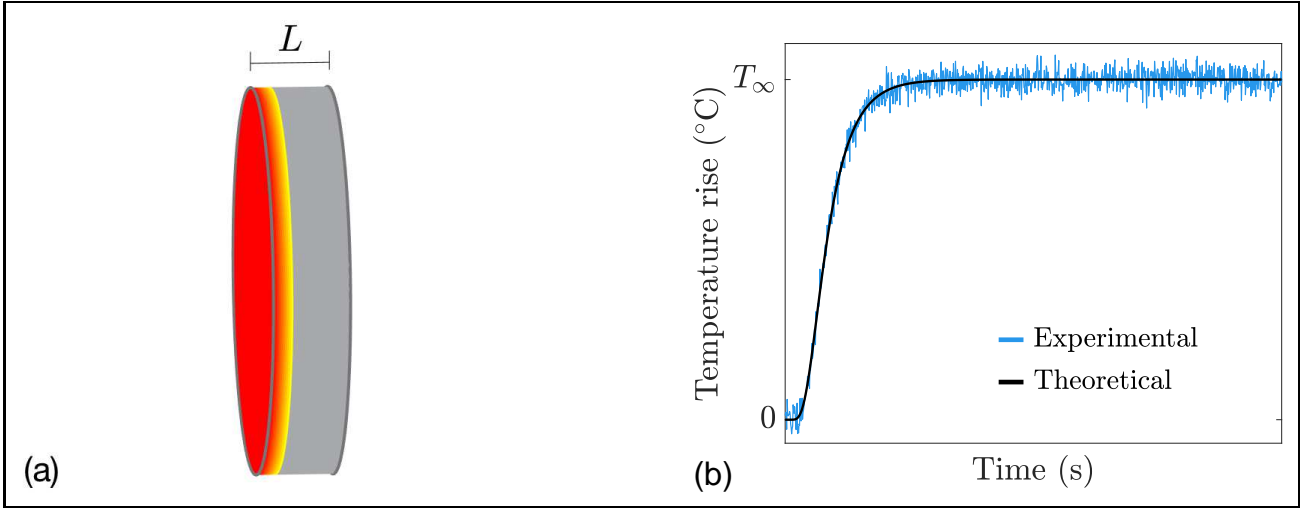 L
(a)
Temperature rise (°C)
T∞
0
Experimental
Theoretical
Time (s)
(b)